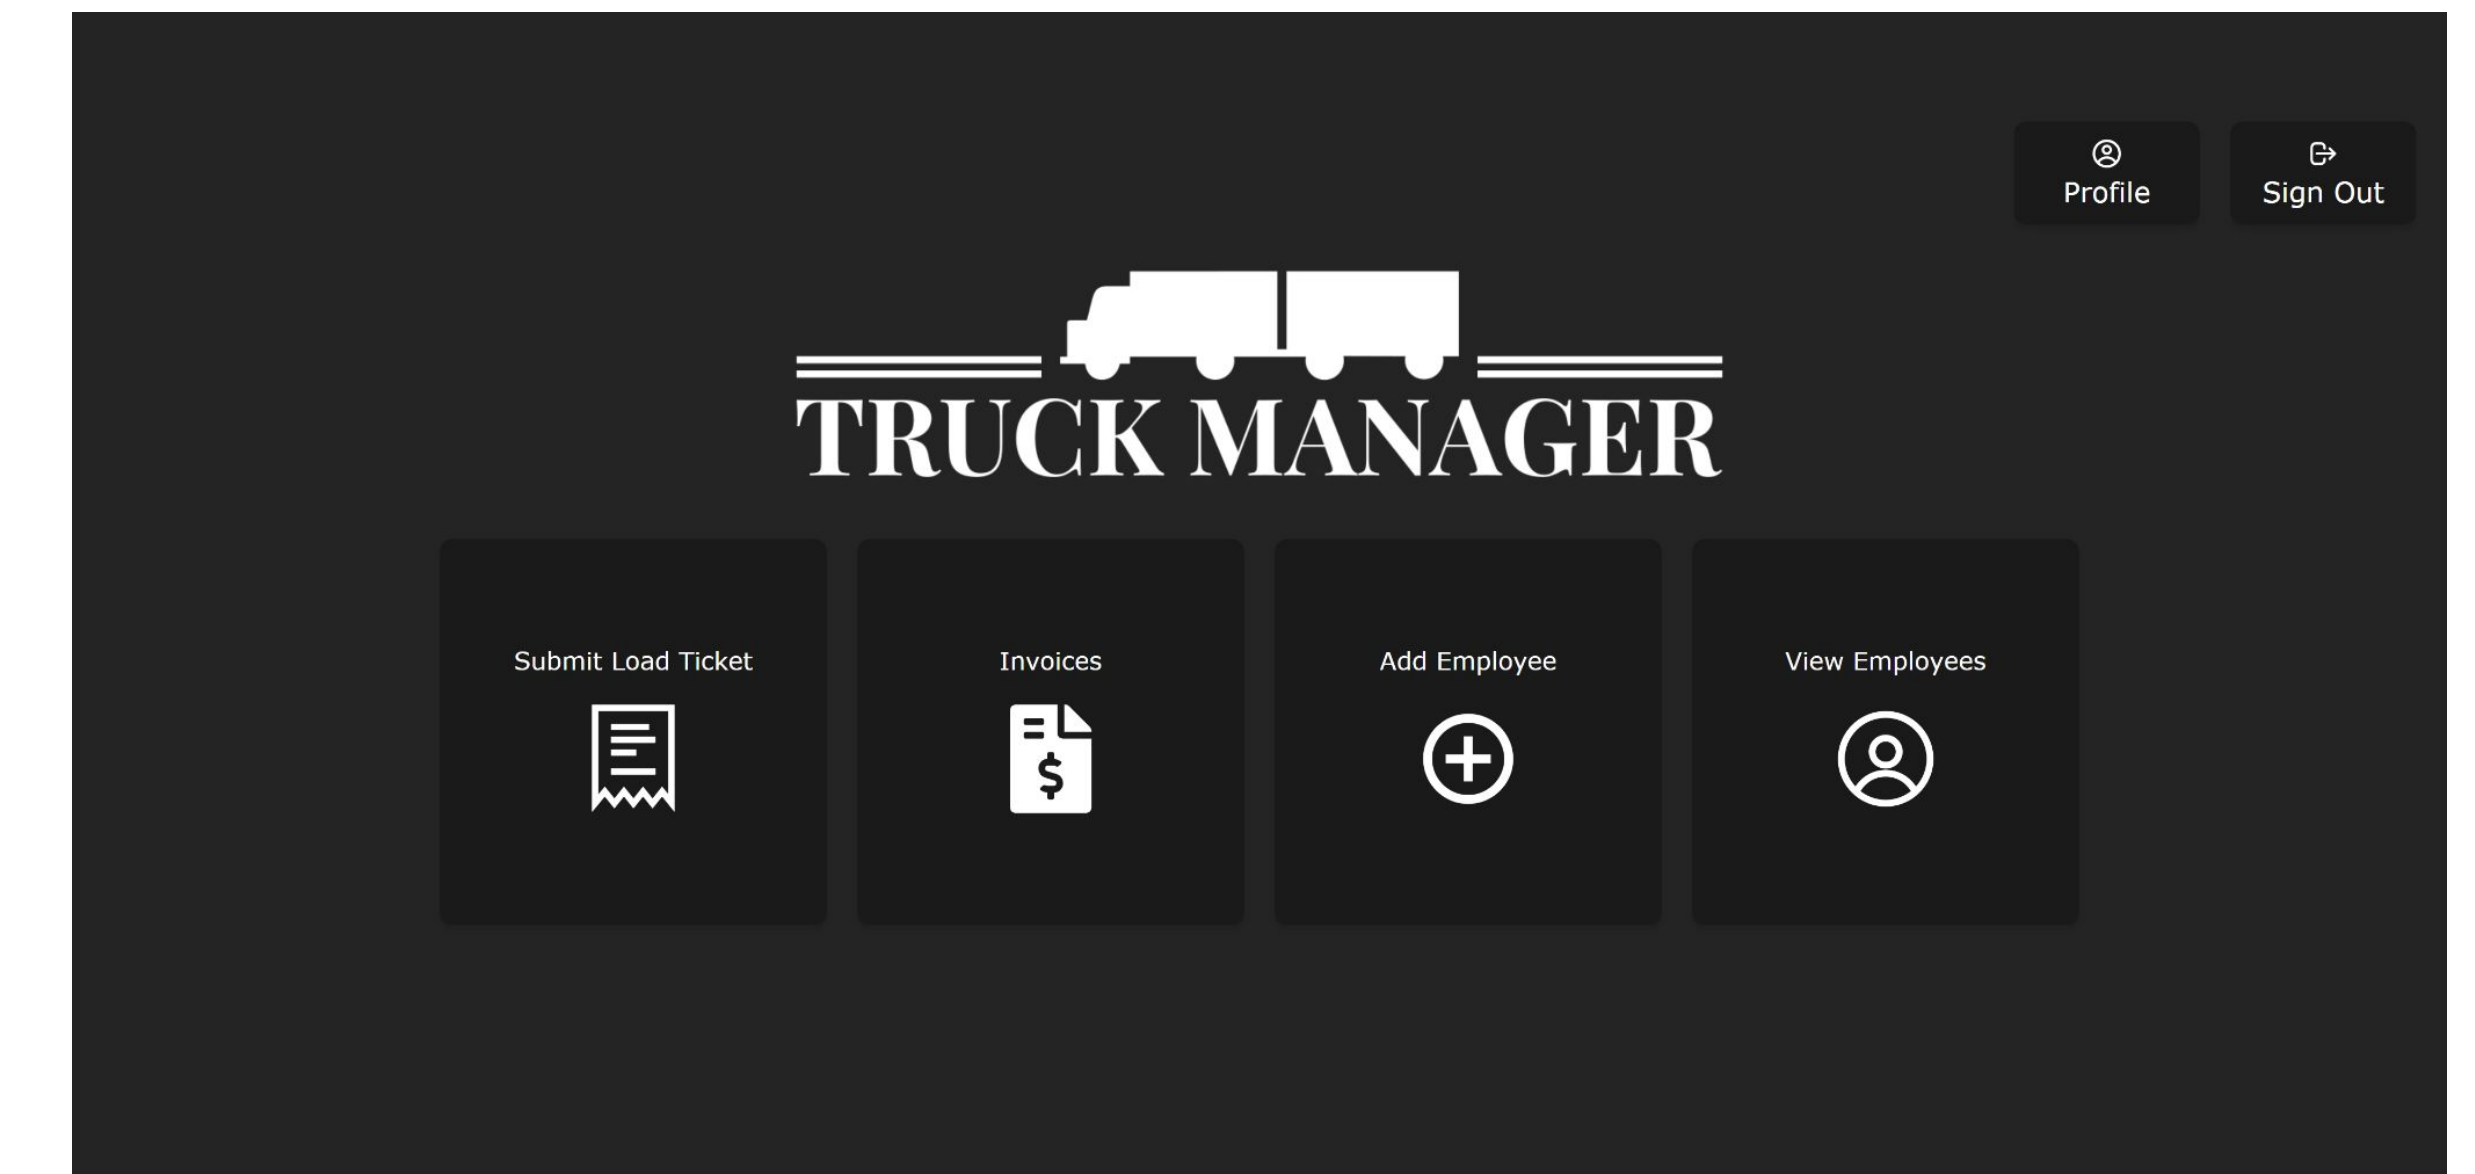 Profile
Sign Out
TRUCK MANAGER
Submit Load Ticket
Invoices
$
Add Employee
View Employees